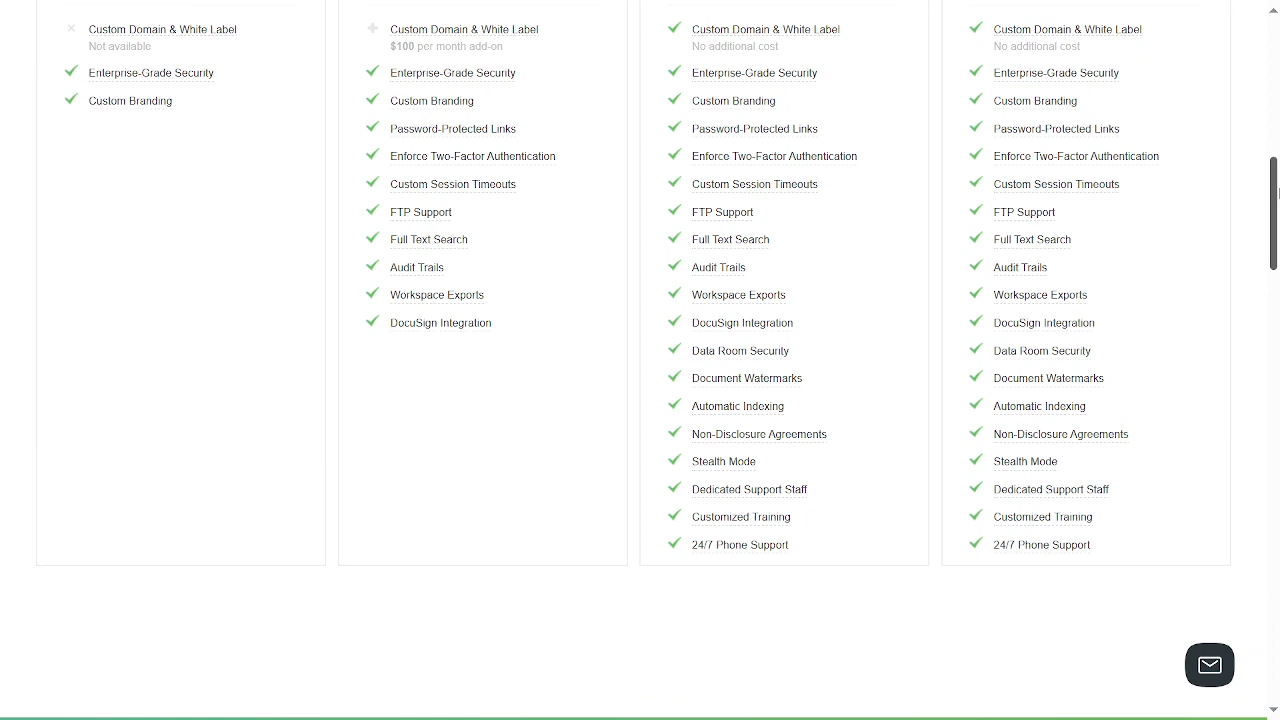 Custom Domain & White Label
Not available
Enterprise-Grade Security
Custom Branding
Custom Domain & White Label
$100 per month add-on
Enterprise-Grade Security
Custom Branding
Password-Protected Links
Enforce Two-Factor Authentication
Custom Session Timeouts
FTP Support
Full Text Search
Audit Trails
Workspace Exports
DocuSign Integration
Custom Domain & White Label
No additional cost
Enterprise-Grade Security
Custom Branding
Password-Protected Links
Enforce Two-Factor Authentication
Custom Session Timeouts
FTP Support
Full Text Search
Audit Trails
Workspace Exports
DocuSign Integration
Data Room Security
Document Watermarks
Automatic Indexing
Non-Disclosure Agreements
Stealth Mode
Dedicated Support Staff
Customized Training
24/7 Phone Support
Custom Domain & White Label
No additional cost
Enterprise-Grade Security
Custom Branding
Password-Protected Links
Enforce Two-Factor Authentication
Custom Session Timeouts
FTP Support
Full Text Search
Audit Trails
Workspace Exports
DocuSign Integration
Data Room Security
Document Watermarks
Automatic Indexing
Non-Disclosure Agreements
Stealth Mode
Dedicated Support Staff
Customized Training
24/7 Phone Support